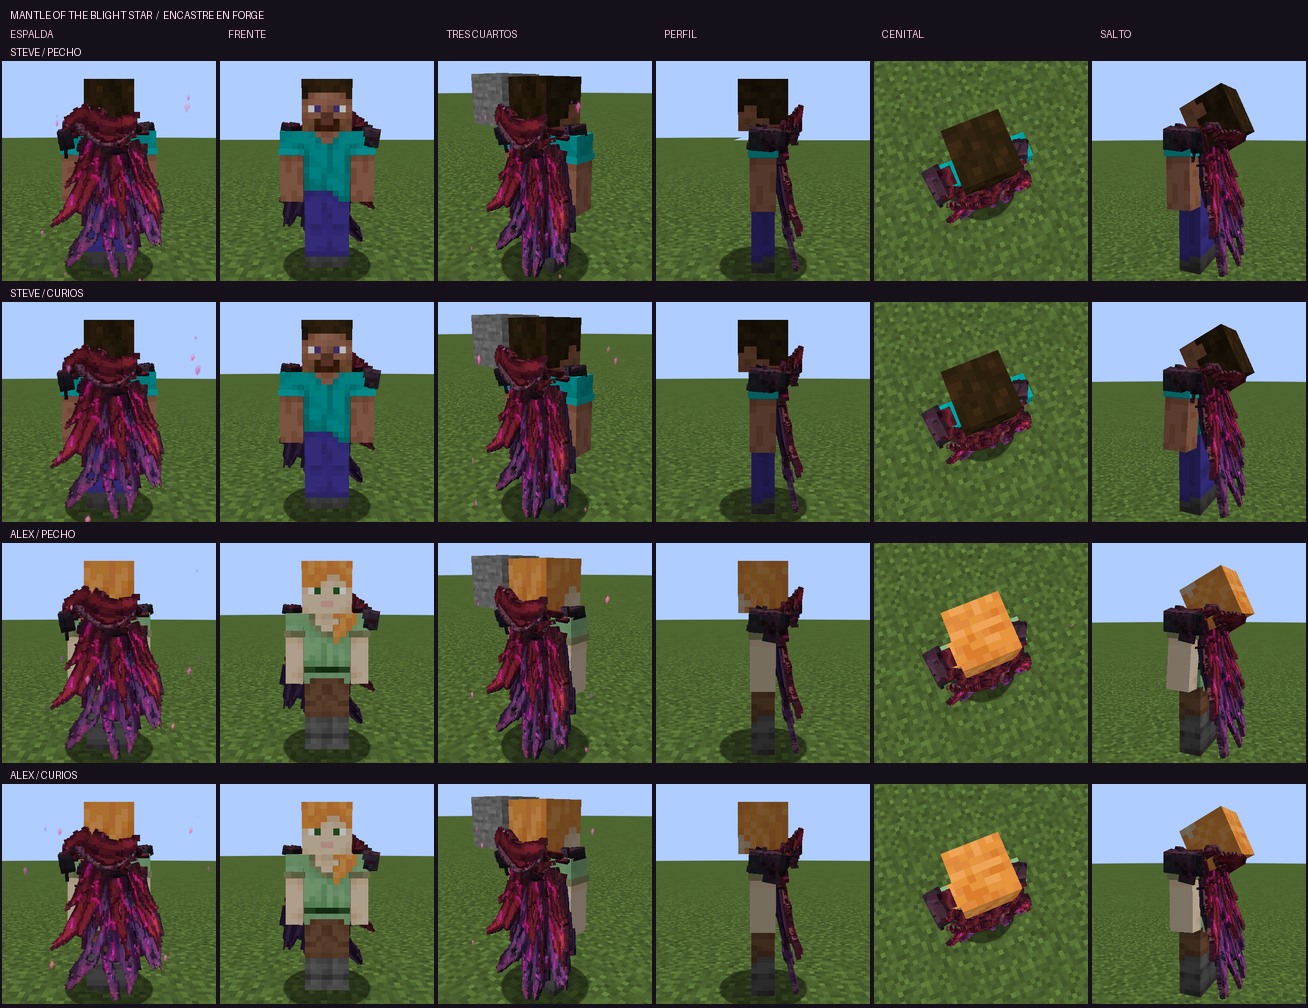 MANTLE OF THE BLIGHT STAR / ENCASTRE EN FORGE
ESPALDA FRENTE TRES CUARTOS PERFIL CENITAL SALTO
STEVE / PECHO
STEVE / CURIOS
ALEX / PECHO
ALEX / CURIOS